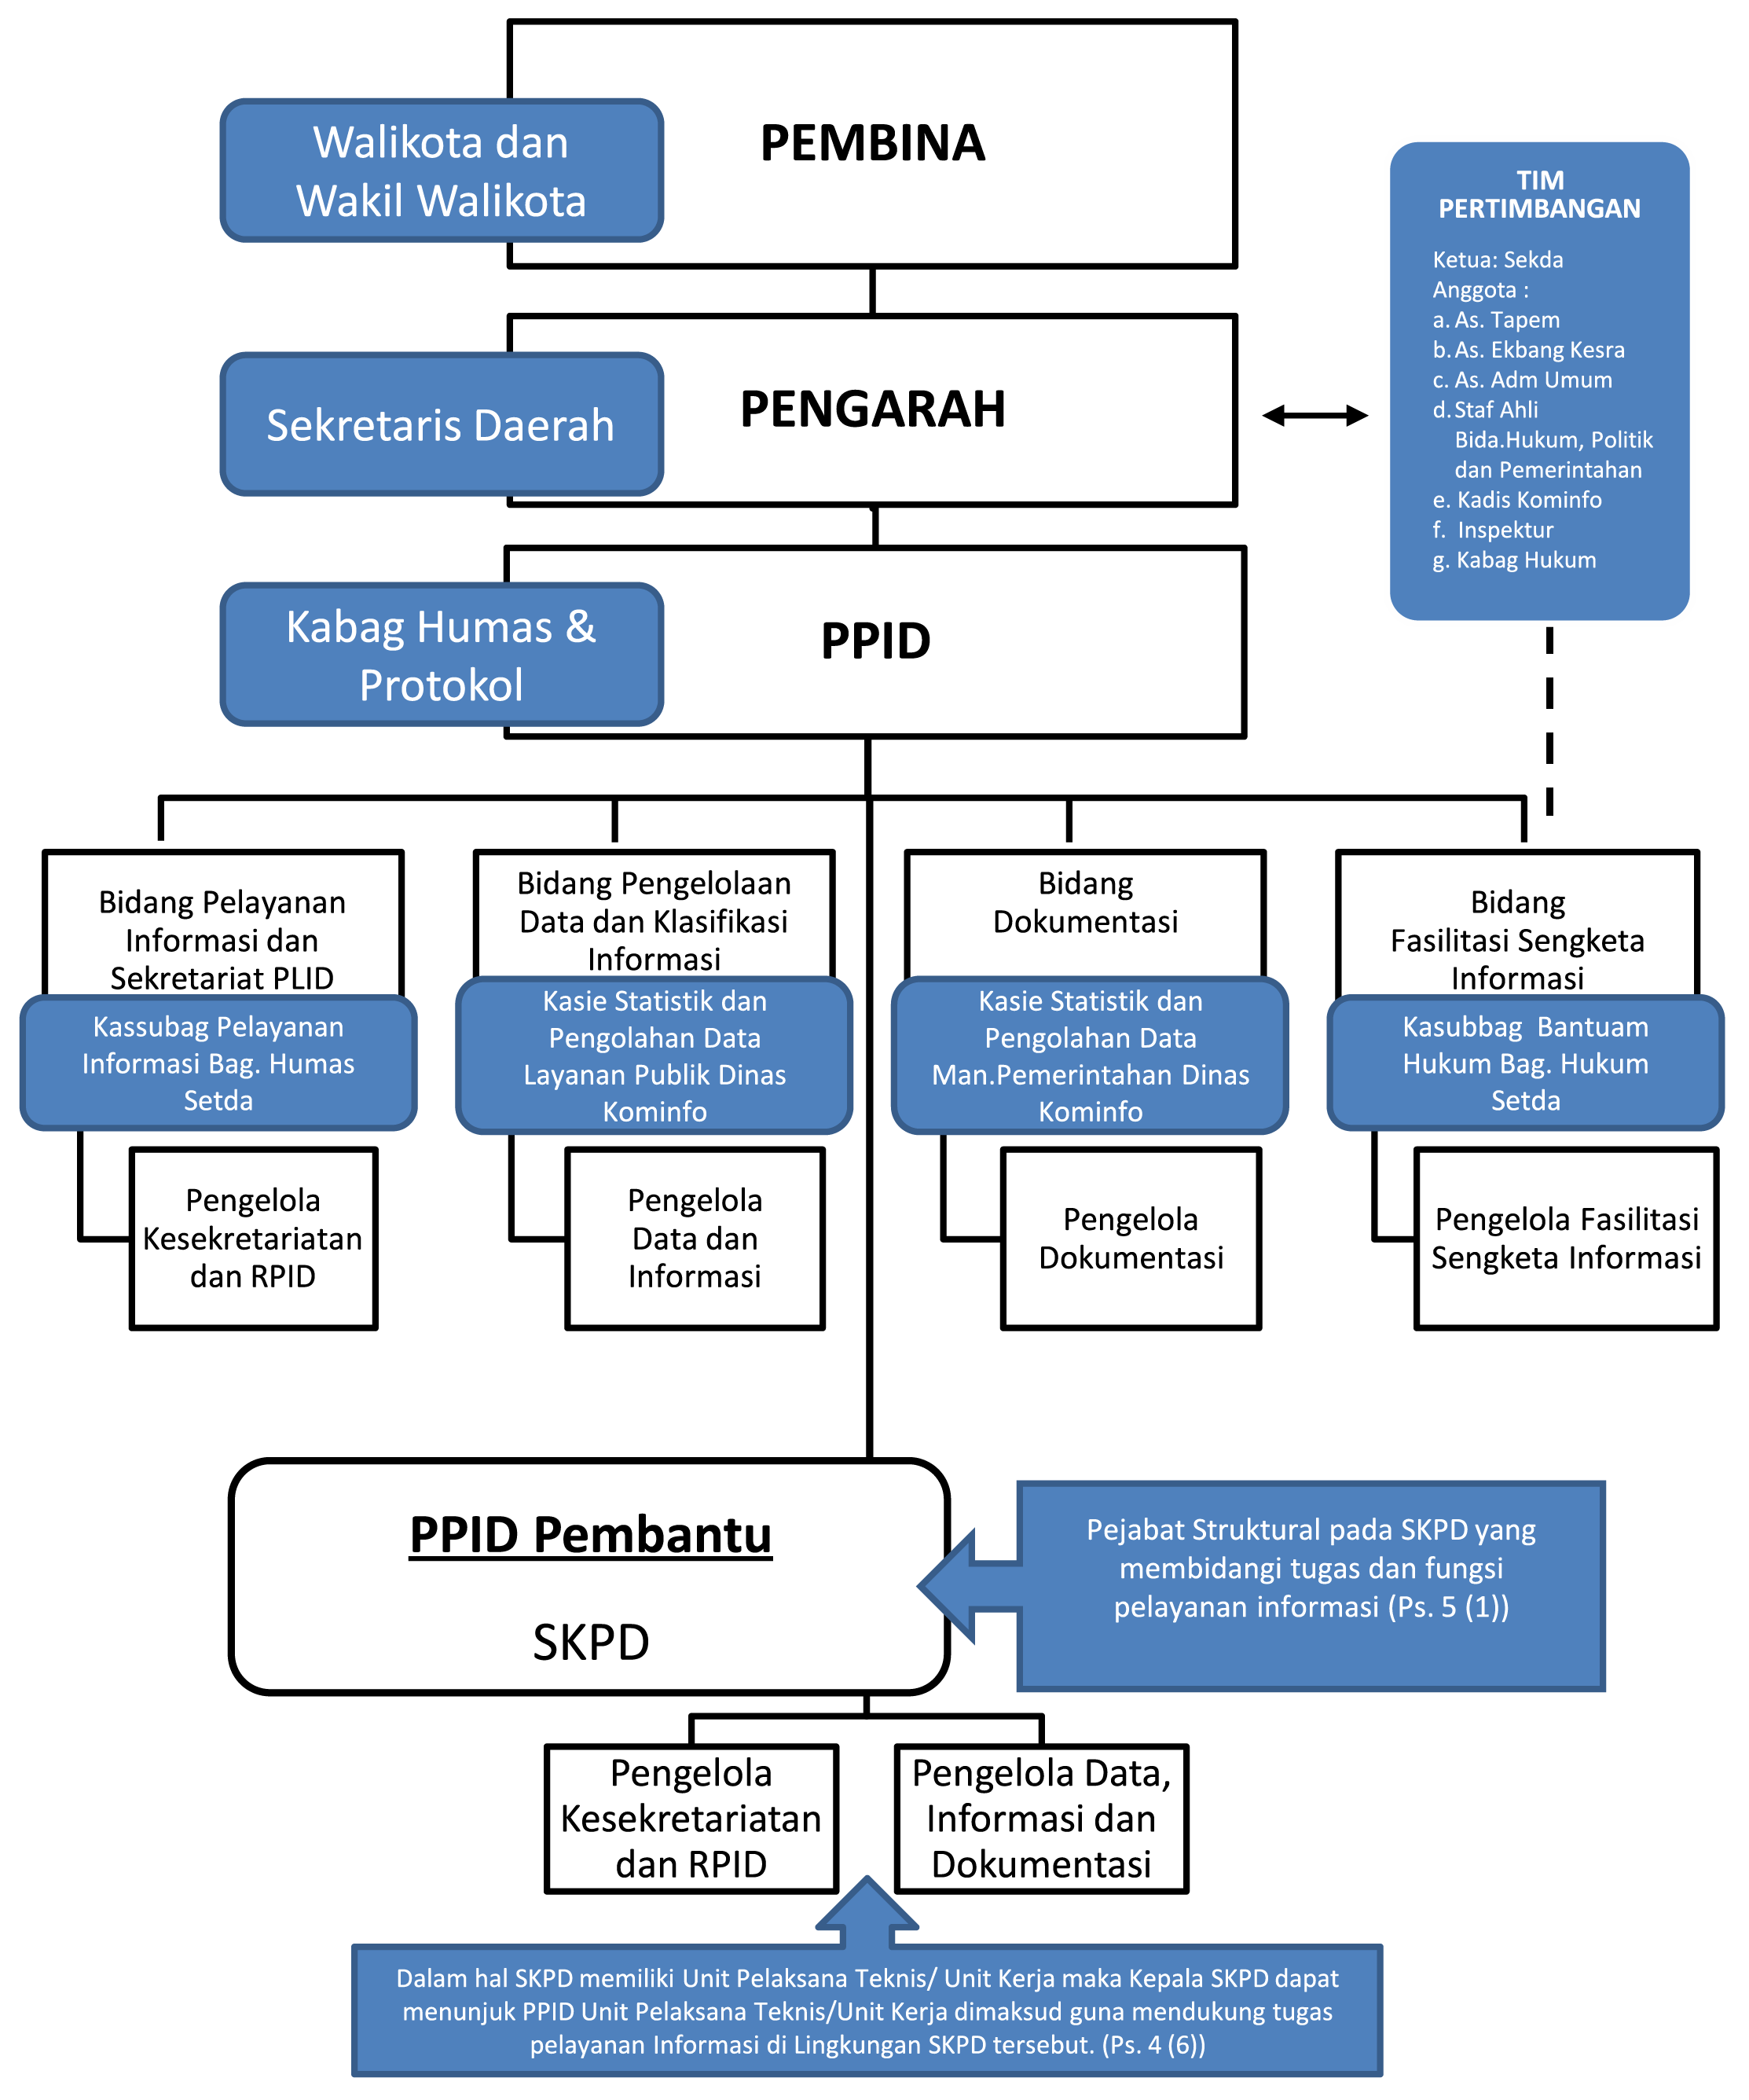 PEMBINA
Walikota dan
Wakil Walikota
TIM
PERTIMBANGAN
Ketua: Sekda
Anggota :
a. As. Tapem
b. As. Ekbang Kesra
c. As. Adm Umum
d. Staf Ahli
Bida.Hukum, Politik
dan Pemerintahan
e. Kadis Kominfo
f. Inspektur
g. Kabag Hukum
PENGARAH
Sekretaris Daerah
PPID
Kabag Humas &
Protokol
Bidang Pelayanan
Informasi dan
Sekretariat PLID
Kassubag Pelayanan
Informasi Bag. Humas
Setda
Pengelola
Kesekretariatan
dan RPID
Bidang Pengelolaan
Data dan Klasifikasi
Informasi
Kasie Statistik dan
Pengolahan Data
Layanan Publik Dinas
Kominfo
Pengelola
Data dan
Informasi
Bidang
Dokumentasi
Kasie Statistik dan
Pengolahan Data
Man.Pemerintahan Dinas
Kominfo
Pengelola
Dokumentasi
Bidang
Fasilitasi Sengketa
Informasi
Kasubbag Bantuam
Hukum Bag. Hukum
Setda
Pengelola Fasilitasi
Sengketa Informasi
PPID Pembantu
SKPD
Pejabat Struktural pada SKPD yang
membidangi tugas dan fungsi
pelayanan informasi (Ps. 5 (1))
Pengelola
Kesekretariatan
dan RPID
Pengelola Data,
Informasi dan
Dokumentasi
Dalam hal SKPD memiliki Unit Pelaksana Teknis/ Unit Kerja maka Kepala SKPD dapat
menunjuk PPID Unit Pelaksana Teknis/Unit Kerja dimaksud guna mendukung tugas
pelayanan Informasi di Lingkungan SKPD tersebut. (Ps. 4 (6))